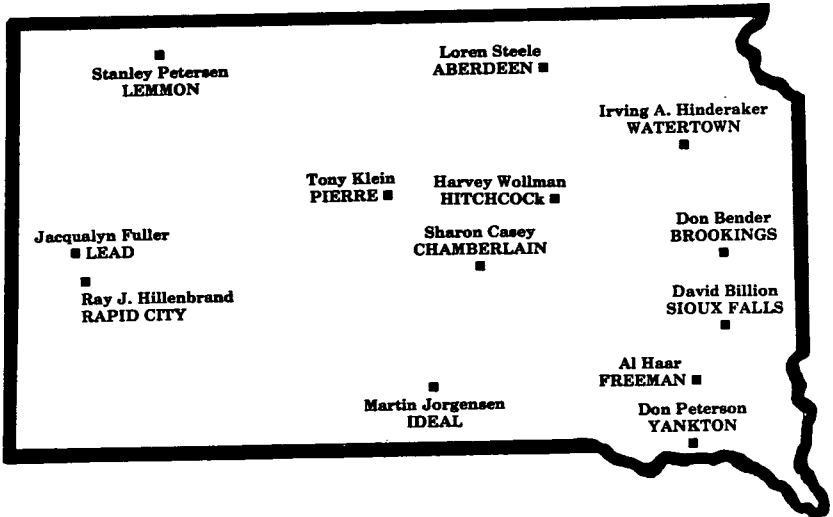 Loren Steele
ABERDEEN
Stanley Petersen
LEMMON
Irving A. Hinderaker
WATERTOWN
Tony Klein
PIERRE
Harvey Wollman
HITCHCOCk
Don Bender
BROOKINGS
Sharon Casey
CHAMBERLAIN
Jacqualyn Fuller
LEAD
Ray J. Hillenbrand
RAPID CITY
David Billion
SIOUX FALLS
Al Haar
FREEMAN
Martin Jorgensen
IDEAL
Don Peterson
YANKTON